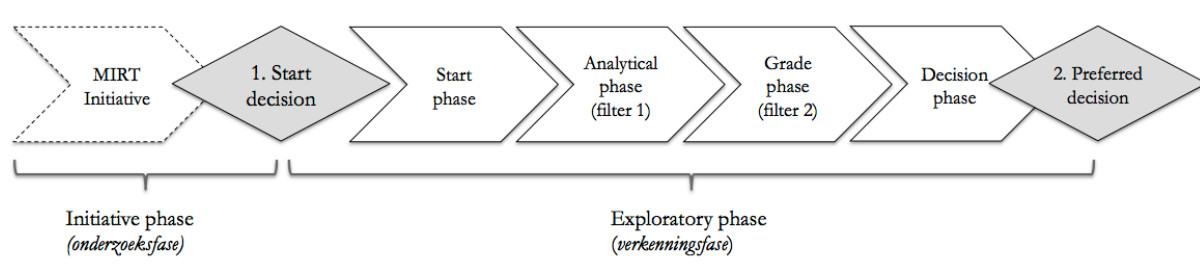 MIRT
Initiative
1. Start
decision
Start
phase
Analytical
phase
(filter 1)
Grade
phase
(filter 2)
Decision
phase
2. Preferred
decision
Initiative phase
(onderzoeksfase)
Exploratory phase
(verkenningsfase)